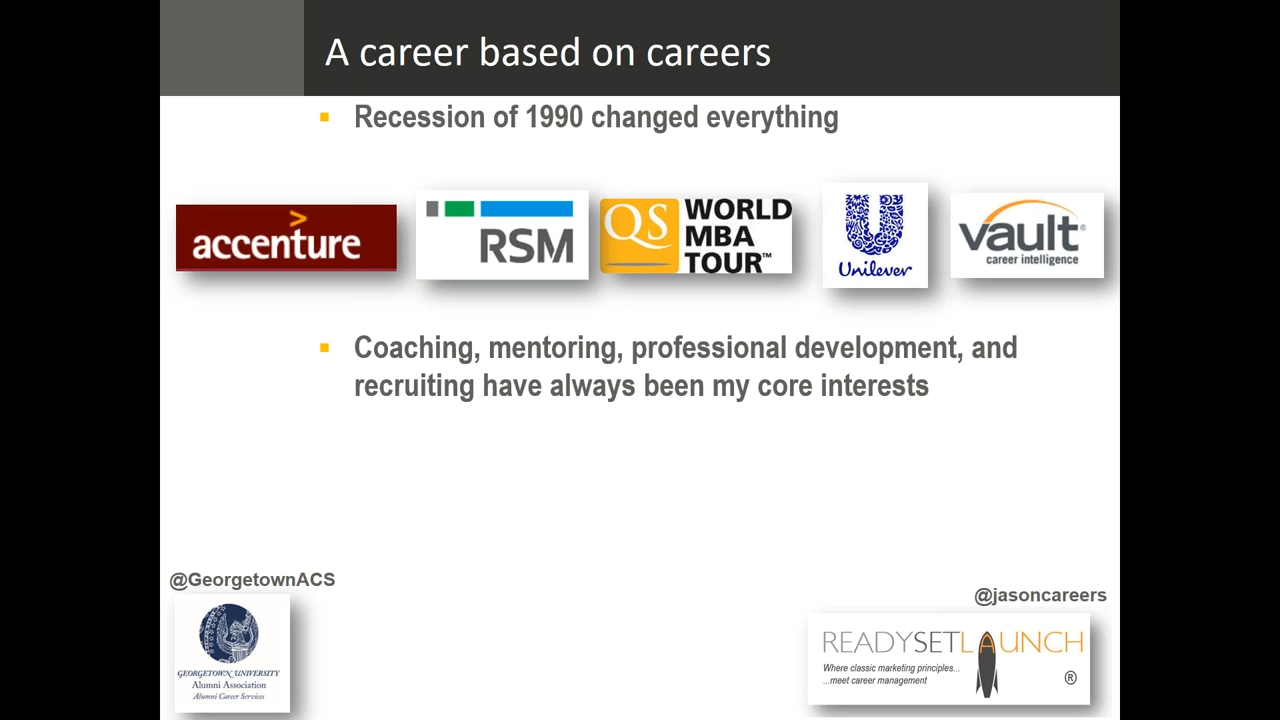 A career based on careers
Recession of 1990 changed everything
accenture
RSM
QS
WORLD
MBA
TOUR™
Unilever
vault®
career intelligence
Coaching, mentoring, professional development, and
recruiting have always been my core interests
@GeorgetownACS
GEORGETOWN UNIVERSITY
Alumni Association
Alumni Career Services
@jasoncareers
READYSETLAUNCH
Where classic marketing principles...
...meet career management
®